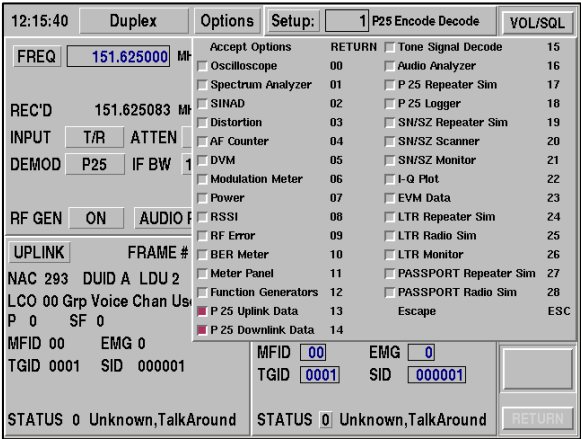 12:15:40 Duplex Options Setup: 1 P25 Encode Decode VOL/SQL
FREQ 151.625000
REC'D 151.625083
INPUT T/R ATTEN
DEMOD P25 IF BW
RF GEN ON AUDIO
Accept Options RETURN
Oscilloscope 00
Spectrum Analyzer 01
SINAD 02
Distortion 03
AF Counter 04
DVM 05
Modulation Meter 06
Power 07
RSSI 08
RF Error 09
BER Meter 10
Meter Panel 11
Function Generators 12
P 25 Uplink Data 13
P 25 Downlink Data 14
Tone Signal Decode 15
Audio Analyzer 16
P 25 Repeater Sim 17
P 25 Logger 18
SN/SZ Repeater Sim 19
SN/SZ Scanner 20
SN/SZ Monitor 21
I-Q Plot 22
EVM Data 23
LTR Repeater Sim 24
LTR Radio Sim 25
LTR Monitor 26
PASSPORT Repeater Sim 27
PASSPORT Radio Sim 28
Escape ESC
UPLINK FRAME #
NAC 293 DUID A LDU 2
LCO 00 Grp Voice Chan
P 0 SF 0
MFID 00 EMG 0
TGID 0001 SID 000001
STATUS 0 Unknown,TalkAround
MFID 00 EMG 0
TGID 0001 SID 000001
STATUS 0 Unknown,TalkAround
RETURN